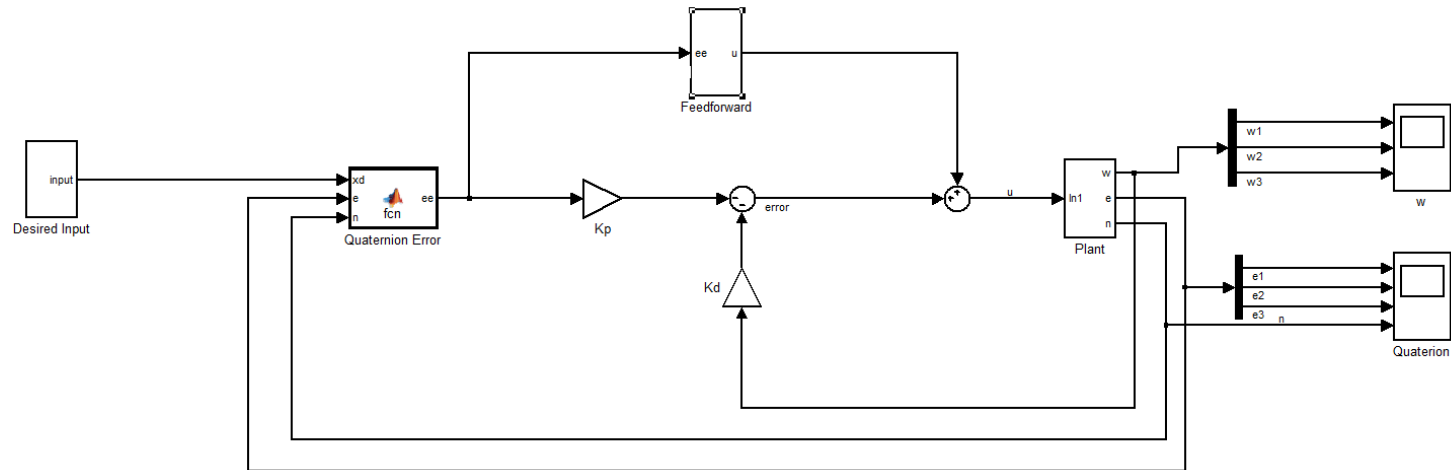 ee u
Feedforward
input
Desired Input
xd
e
n
fcn
ee
Quaternion Error
Kp
- -
error
Kd
+ +
u
In1
w
e
n
Plant
w1
w2
w3
w
e1
e2
e3
n
Quaterion